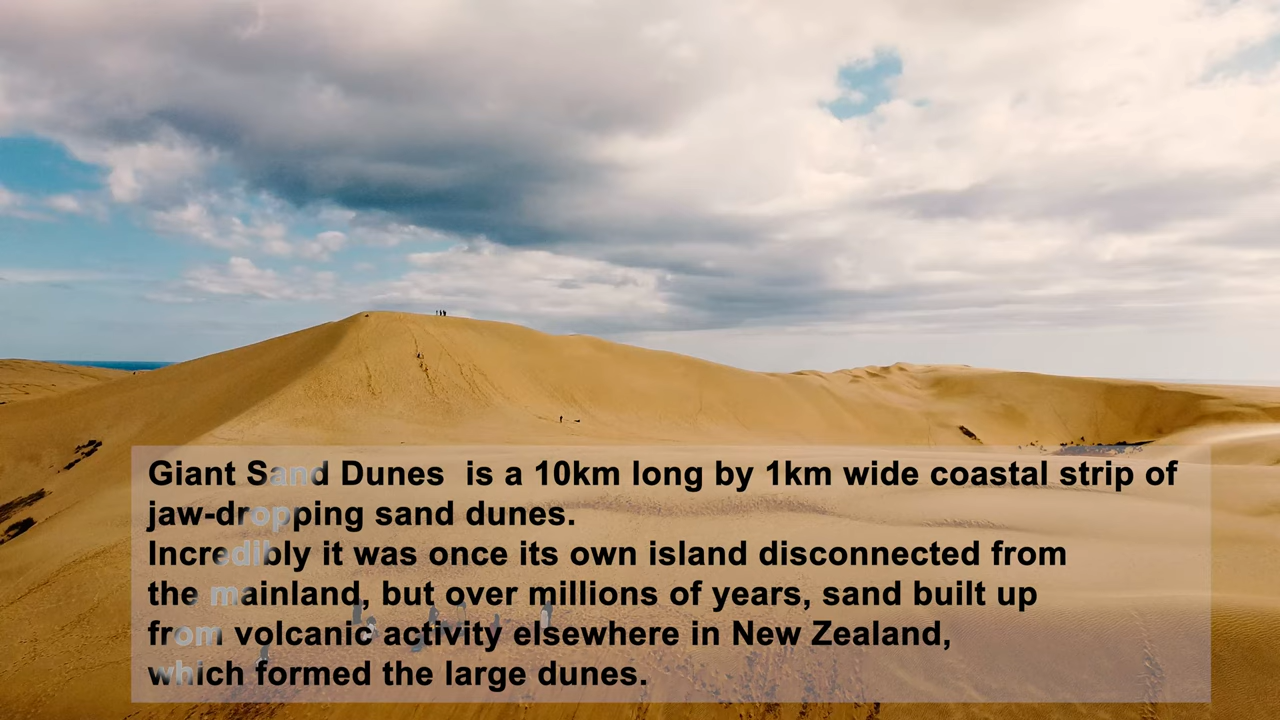 Giant Sand Dunes is a 10km long by 1km wide coastal strip of
jaw-dropping sand dunes.
Incredibly it was once its own island disconnected from
the mainland, but over millions of years, sand built up
from volcanic activity elsewhere in New Zealand,
which formed the large dunes.